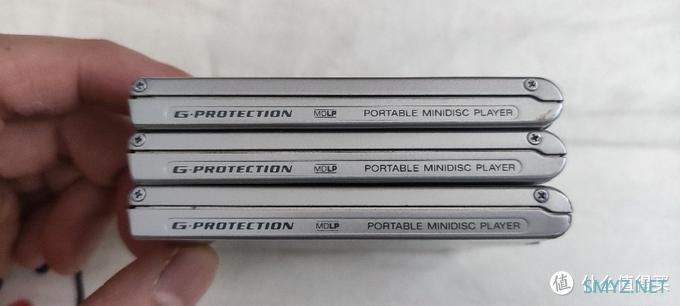 G-PROTECTION MDLP PORTABLE MINIDISC PLAYER
G-PROTECTION MDLP PORTABLE MINIDISC PLAYER
G-PROTECTION MDLP PORTABLE MINIDISC PLAYER
值 什么值得买
SMYZ.NET